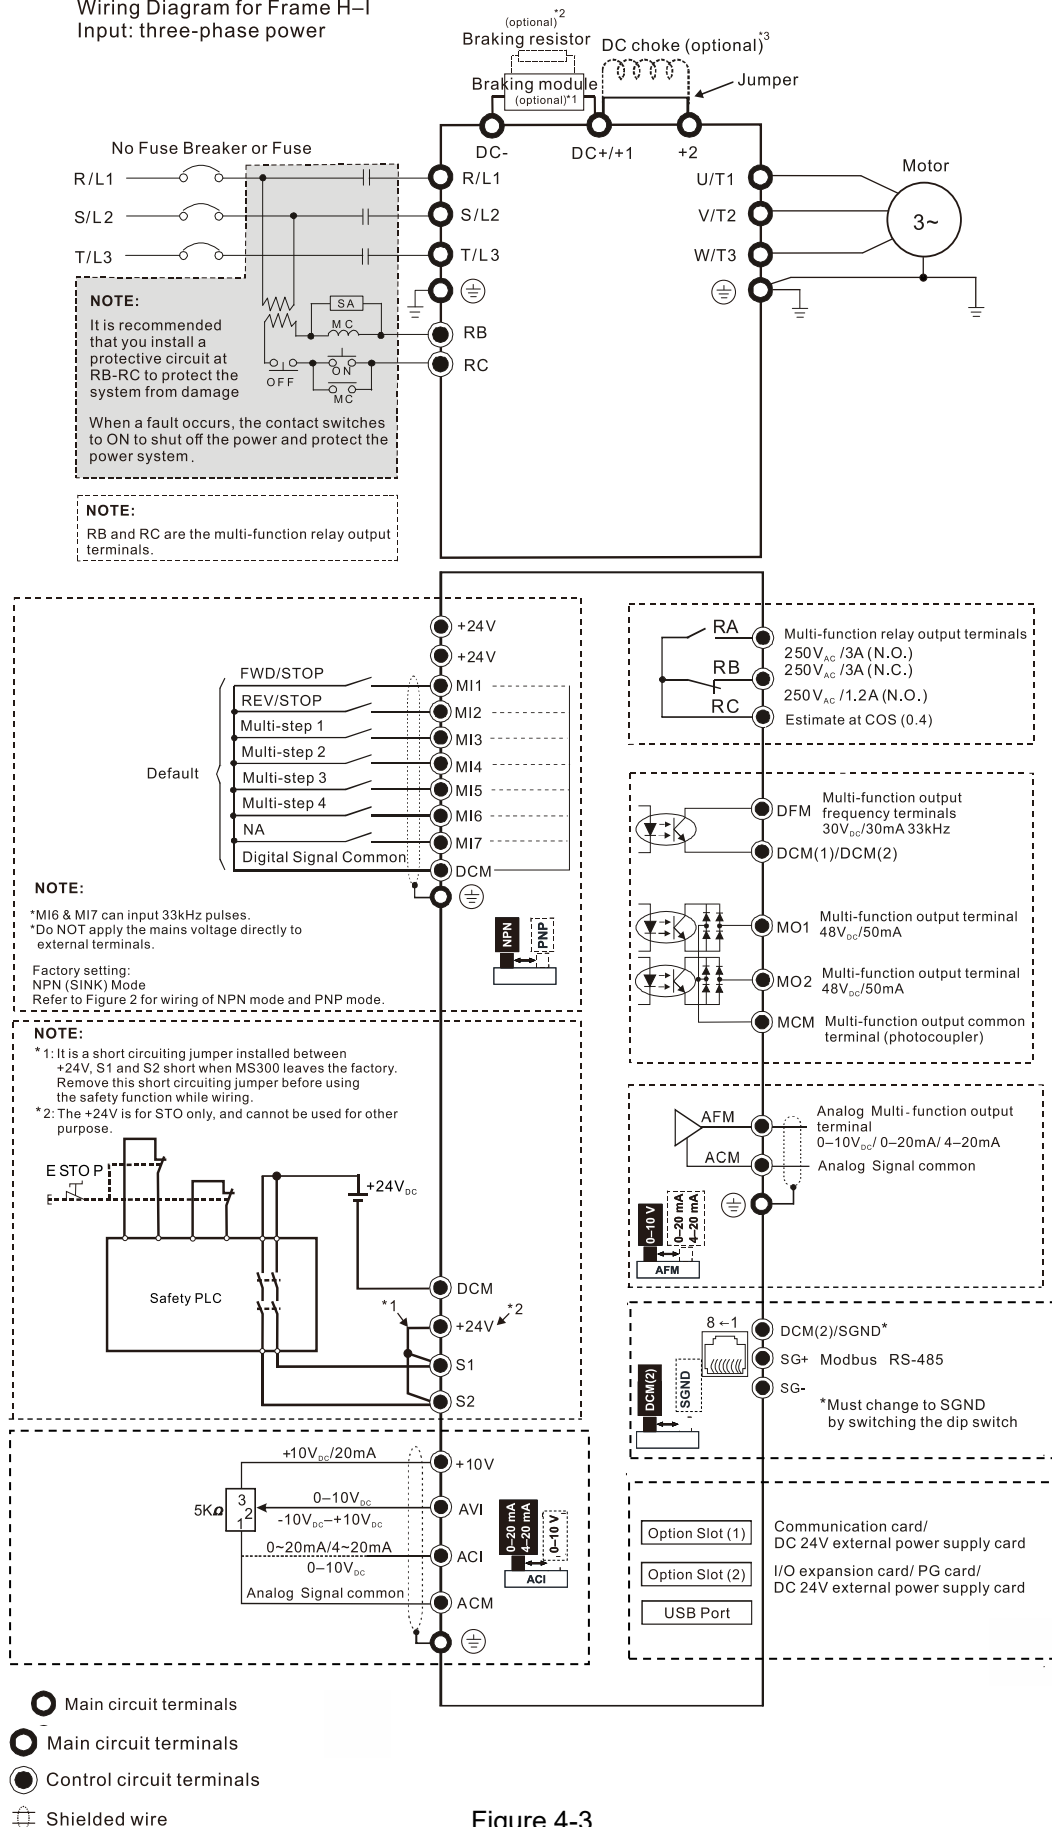 Wiring Diagram for Frame H–I
Input: three-phase power
(optional)*2
Braking resistor
DC choke (optional)*3
Braking module
(optional)*1
Jumper
DC-
DC+/+1
+2
No Fuse Breaker or Fuse
Motor
R/L1
R/L1
U/T1
S/L2
S/L2
V/T2
3~
T/L3
T/L3
W/T3
NOTE:
It is recommended
that you install a
protective circuit at
RB-RC to protect the
system from damage
When a fault occurs, the contact switches
to ON to shut off the power and protect the
power system.
SA
MC
RB
OFF
ON
MC
RC
NOTE:
RB and RC are the multi-function relay output
terminals.
+24V
+24V
FWD/STOP
MI1
REV/STOP
MI2
Multi-step 1
MI3
Multi-step 2
MI4
Default
Multi-step 3
MI5
Multi-step 4
MI6
NA
MI7
Digital Signal Common
DCM
NOTE:
*MI6 & MI7 can input 33kHz pulses.
*Do NOT apply the mains voltage directly to
external terminals.
Factory setting:
NPN (SINK) Mode
Refer to Figure 2 for wiring of NPN mode and PNP mode.
NPN
PNP
RA
Multi-function relay output terminals
250VAC /3A (N.O.)
RB
250VAC /3A (N.C.)
250VAC /1.2A (N.O.)
RC
Estimate at COS (0.4)
DFM
Multi-function output
frequency terminals
30VDC/30mA 33kHz
DCM(1)/DCM(2)
MO1
Multi-function output terminal
48VDC/50mA
MO2
Multi-function output terminal
48VDC/50mA
MCM
Multi-function output common
terminal (photocoupler)
NOTE:
*1: It is a short circuiting jumper installed between
+24V, S1 and S2 short when MS300 leaves the factory.
Remove this short circuiting jumper before using
the safety function while wiring.
*2: The +24V is for STO only, and cannot be used for other
purpose.
E STO P
+24VDC
Safety PLC
DCM
*1
+24V
*2
S1
S2
AFM
Analog Multi-function output
terminal
0–10VDC/ 0–20mA/ 4–20mA
ACM
Analog Signal common
0–10 V
0–20 mA
4–20 mA
AFM
8←1
DCM(2)/SGND*
SG+ Modbus RS-485
SG-
DCM(2)
SGND
*Must change to SGND
by switching the dip switch
+10VDC/20mA
+10V
5KΩ
3
2
1
0–10VDC
-10VDC–+10VDC
AVI
0~20mA/4~20mA
0–10VDC
ACI
Analog Signal common
ACM
0–20 mA
4–20 mA
0–10 V
ACI
Option Slot (1)
Communication card/
DC 24V external power supply card
Option Slot (2)
I/O expansion card/ PG card/
DC 24V external power supply card
USB Port
Main circuit terminals
Main circuit terminals
Control circuit terminals
Shielded wire
Figure 4-3